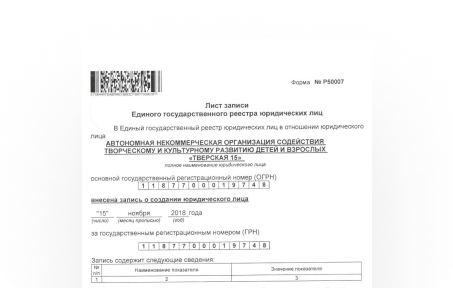 Форма № Р50007
Лист записи
Единого государственного реестра юридических лиц
В Единый государственный реестр юридических лиц в отношении юридического
лица
АВТОНОМНАЯ НЕКОММЕРЧЕСКАЯ ОРГАНИЗАЦИЯ СОДЕЙСТВИЯ
ТВОРЧЕСКОМУ И КУЛЬТУРНОМУ РАЗВИТИЮ ДЕТЕЙ И ВЗРОСЛЫХ
«ТВЕРСКАЯ 15»
полное наименование юридического лица
основной государственный регистрационный номер (ОГРН)
1 1 8 7 7 0 0 0 1 9 7 4 8
внесена запись о создании юридического лица
"15" ноября 2018 года
(число) (месяц прописью) (год)
за государственным регистрационным номером (ГРН)
1 1 8 7 7 0 0 0 1 9 7 4 8
Запись содержит следующие сведения:
№ п/п Наименование показателя Значение показателя
1 2 3